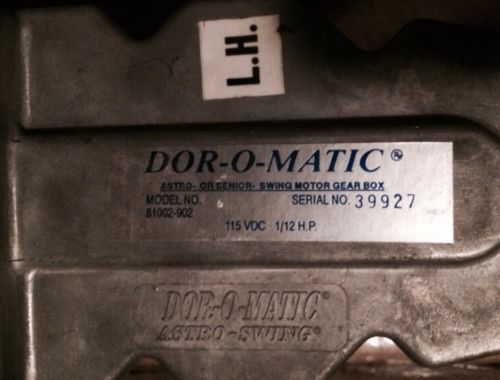 L.H.
DOR-O-MATIC ®
ASTRO- OR SENIOR- SWING MOTOR GEAR BOX
MODEL NO. SERIAL NO. 39927
81002-902
115 VDC 1/12 H.P.
DOR-O-MATIC®
ASTRO-SWING®